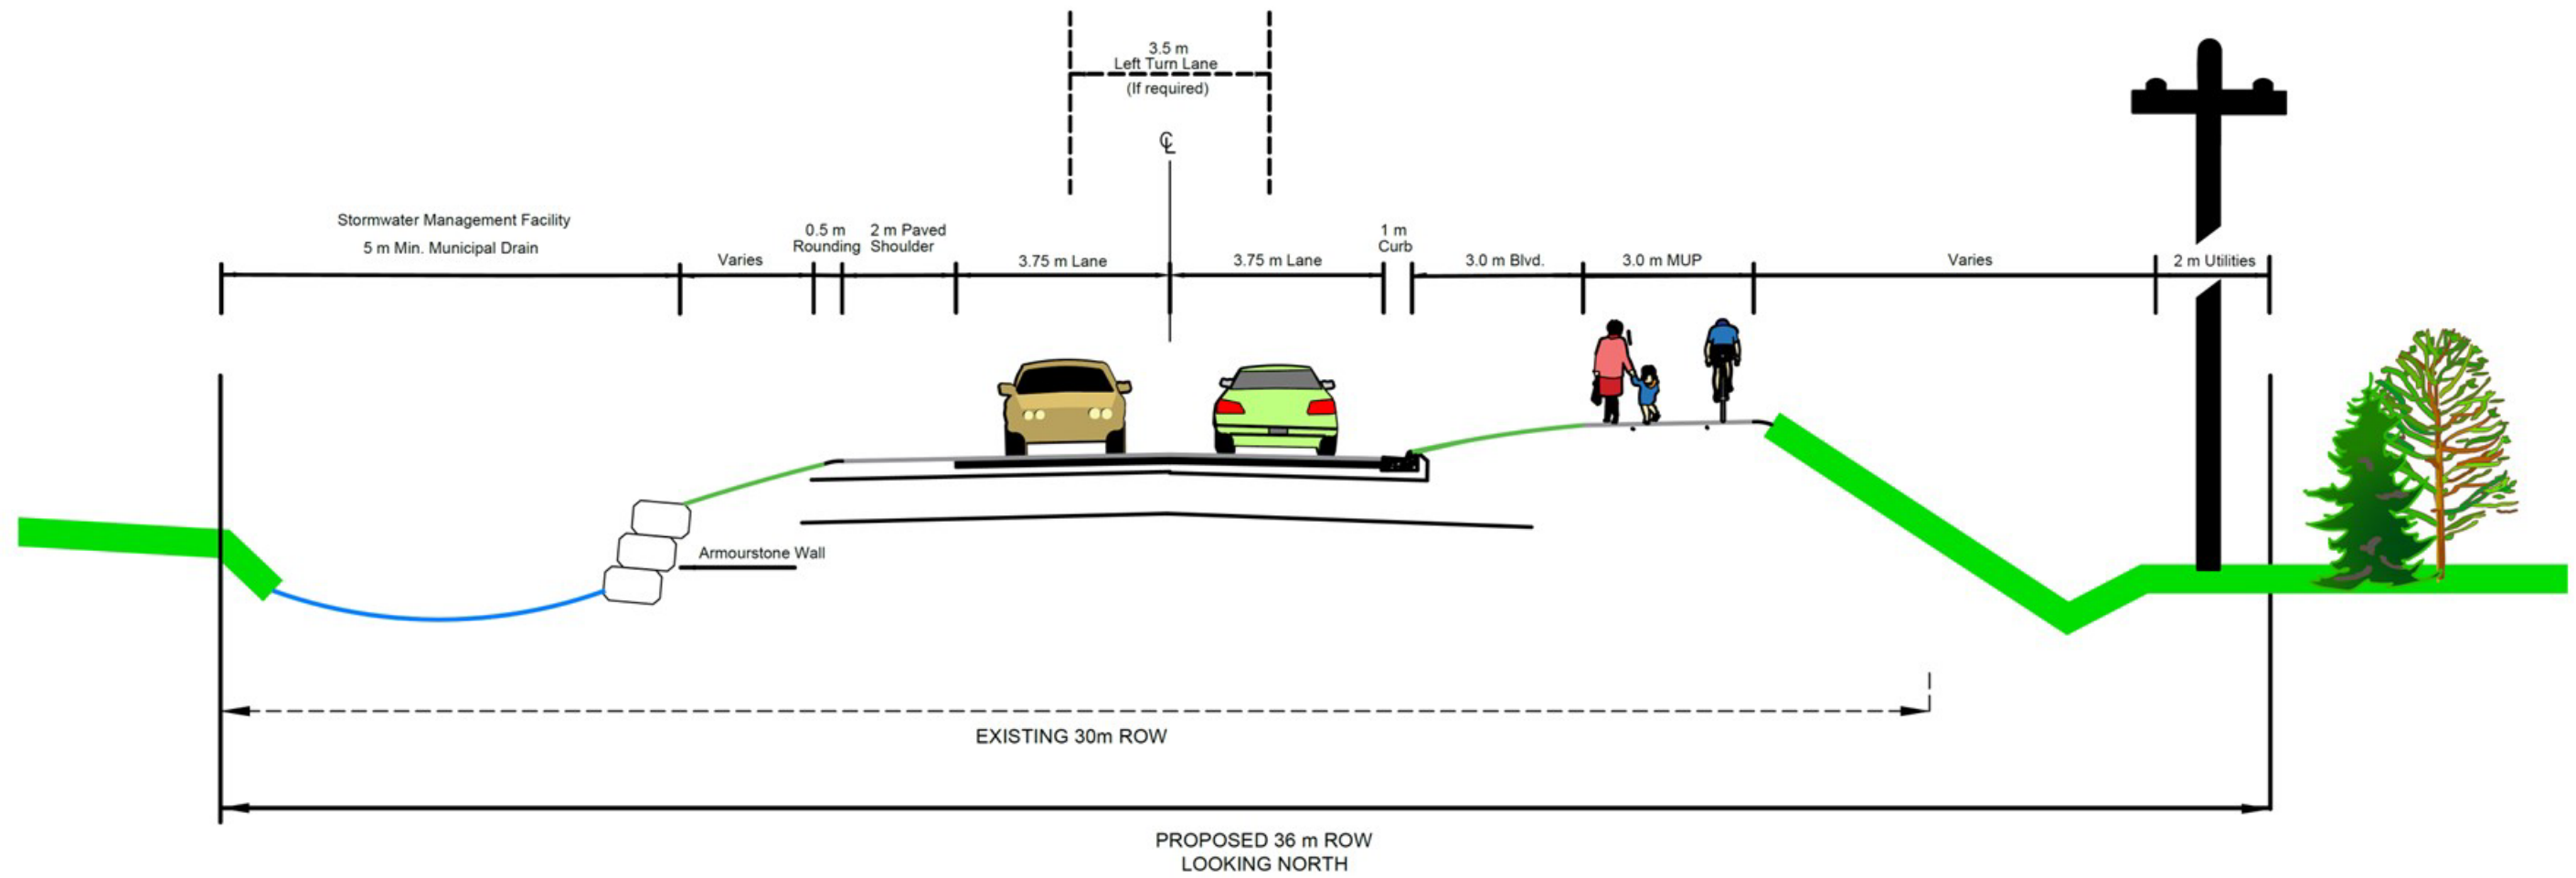 3.5 m
Left Turn Lane
(If required)
℄
Stormwater Management Facility
5 m Min. Municipal Drain
Varies
0.5 m
Rounding
2 m Paved
Shoulder
3.75 m Lane
3.75 m Lane
1 m
Curb
3.0 m Blvd.
3.0 m MUP
Varies
2 m Utilities
Armourstone Wall
EXISTING 30m ROW
PROPOSED 36 m ROW
LOOKING NORTH